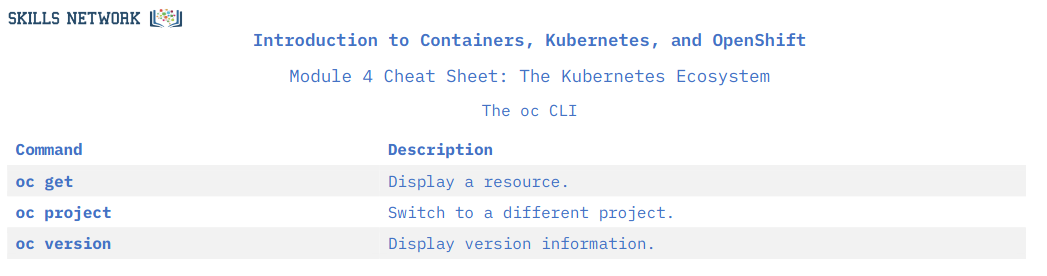 SKILLS NETWORK
Introduction to Containers, Kubernetes, and OpenShift
Module 4 Cheat Sheet: The Kubernetes Ecosystem
The oc CLI
Command Description
oc get Display a resource.
oc project Switch to a different project.
oc version Display version information.